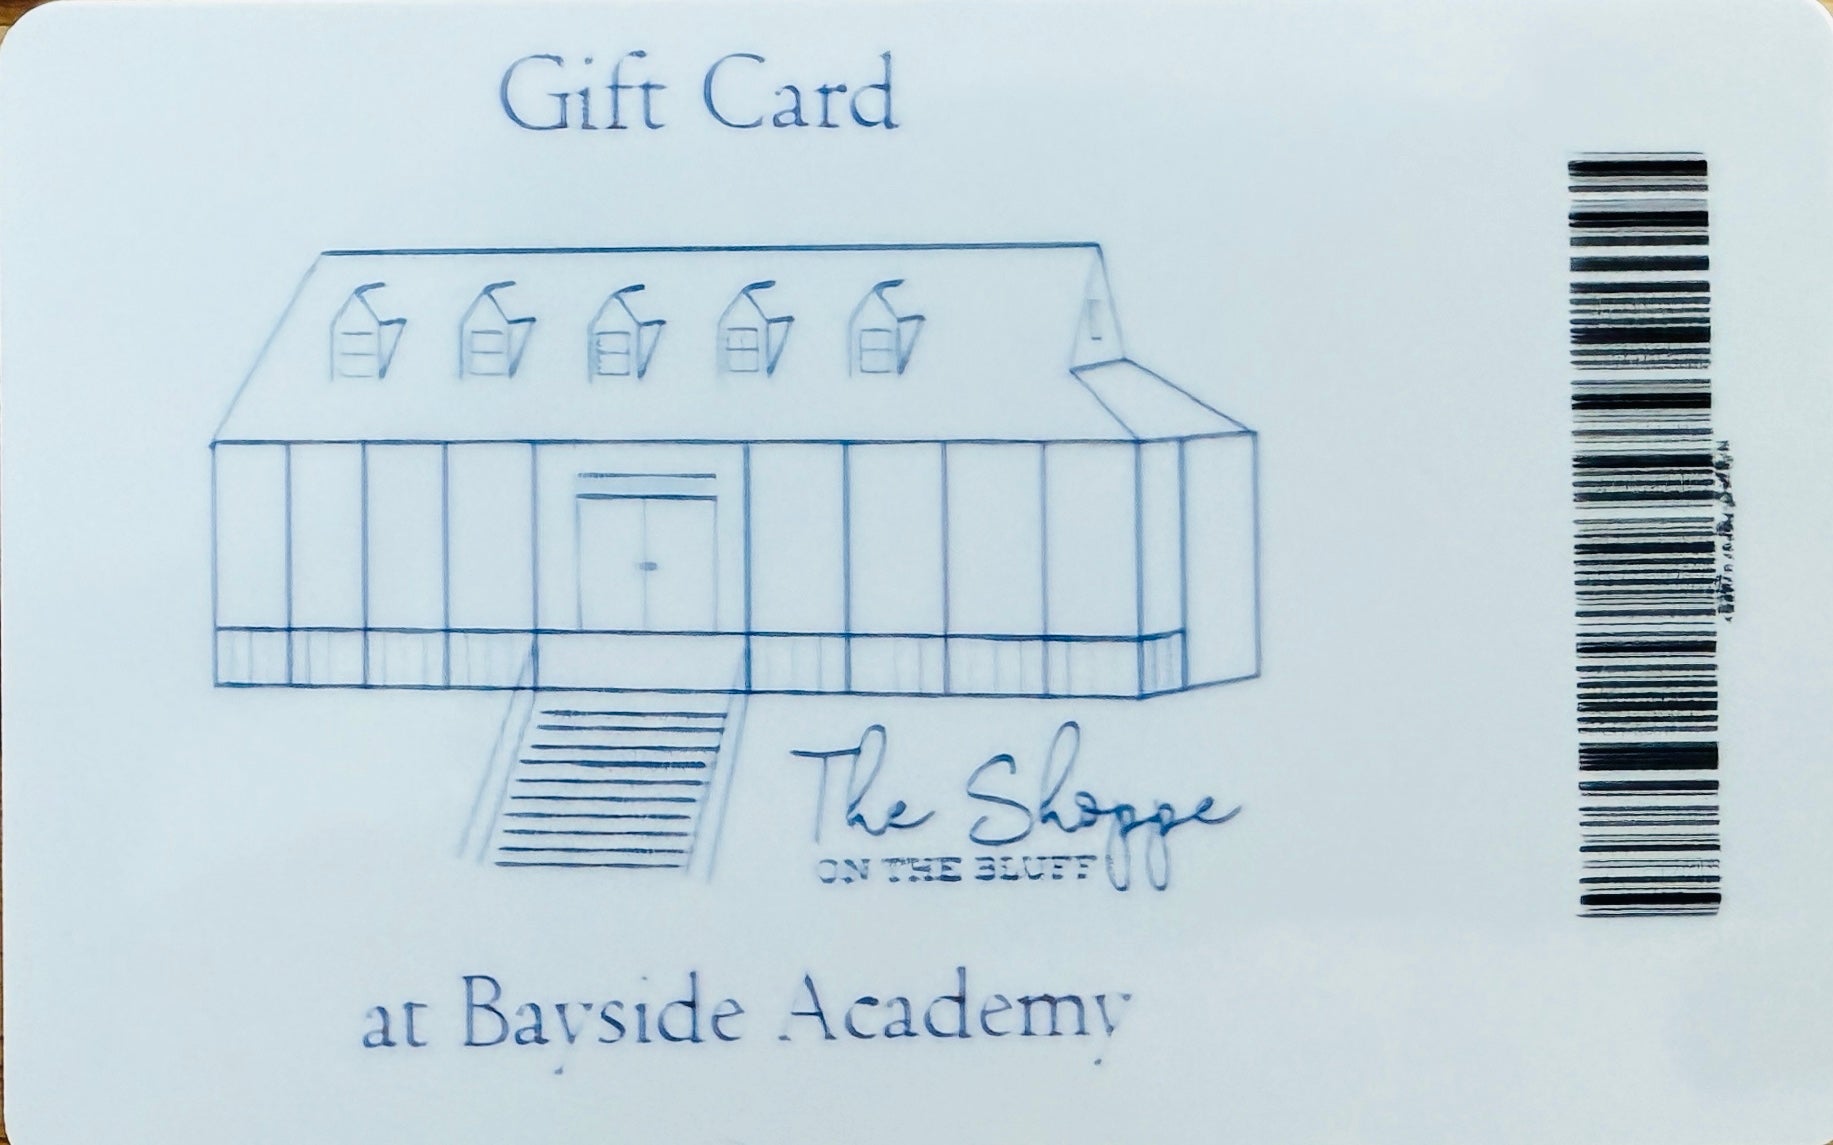 Gift Card
The Shoppe
ON THE BLUFF
at Bayside Academy